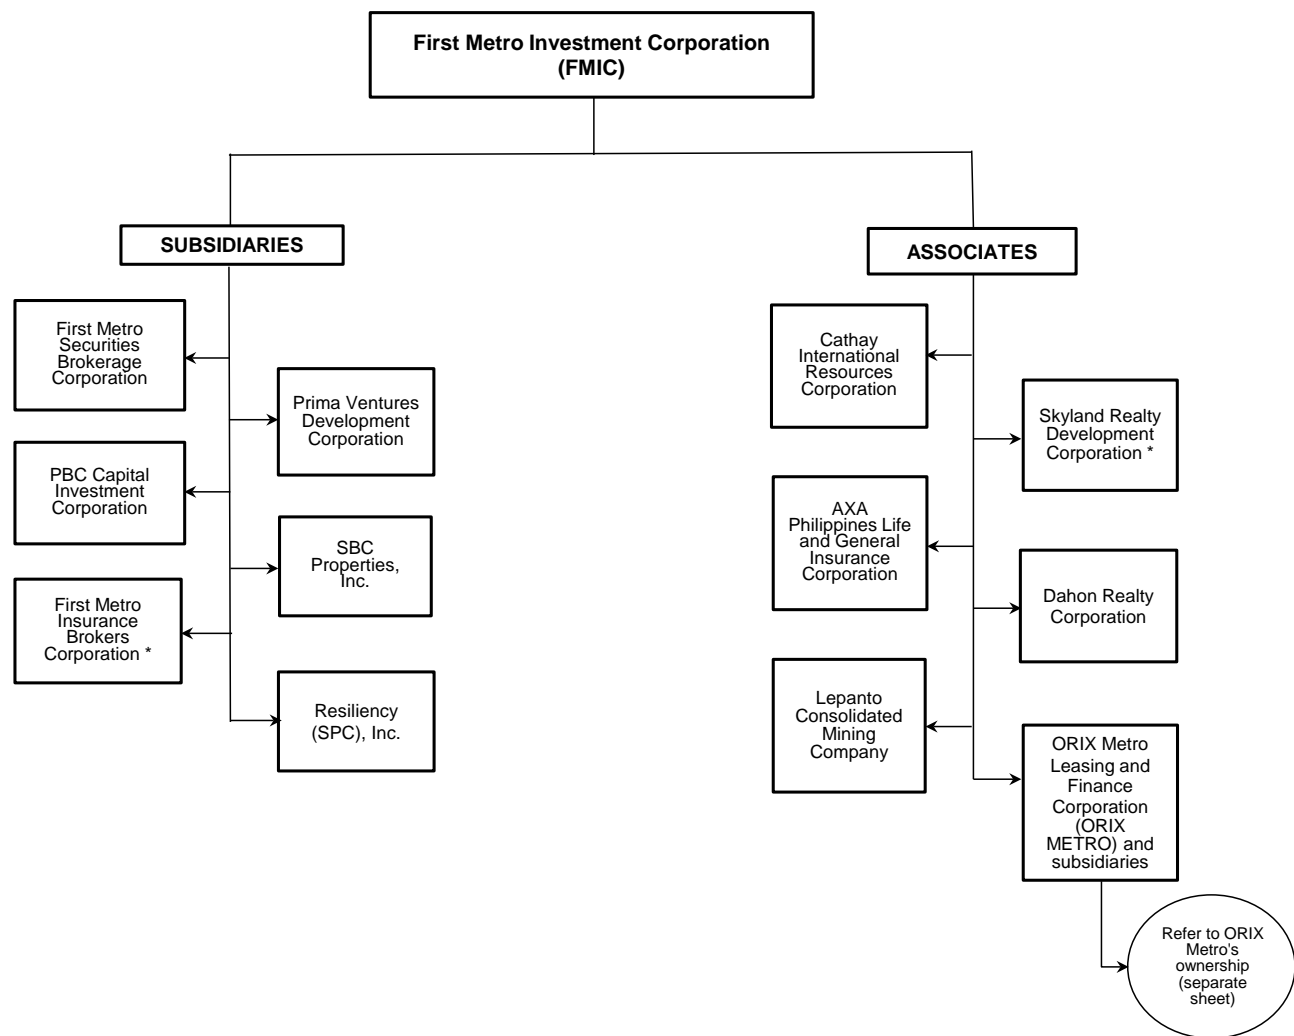 First Metro Investment Corporation
(FMIC)
SUBSIDIARIES
First Metro
Securities
Brokerage
Corporation
Prima Ventures
Development
Corporation
PBC Capital
Investment
Corporation
SBC
Properties,
Inc.
First Metro
Insurance
Brokers
Corporation *
Resiliency
(SPC), Inc.
ASSOCIATES
Cathay
International
Resources
Corporation
Skyland Realty
Development
Corporation *
AXA
Philippines Life
and General
Insurance
Corporation
Dahon Realty
Corporation
Lepanto
Consolidated
Mining
Company
ORIX Metro
Leasing and
Finance
Corporation
(ORIX
METRO) and
subsidiaries
Refer to ORIX
Metro's
ownership
(separate
sheet)